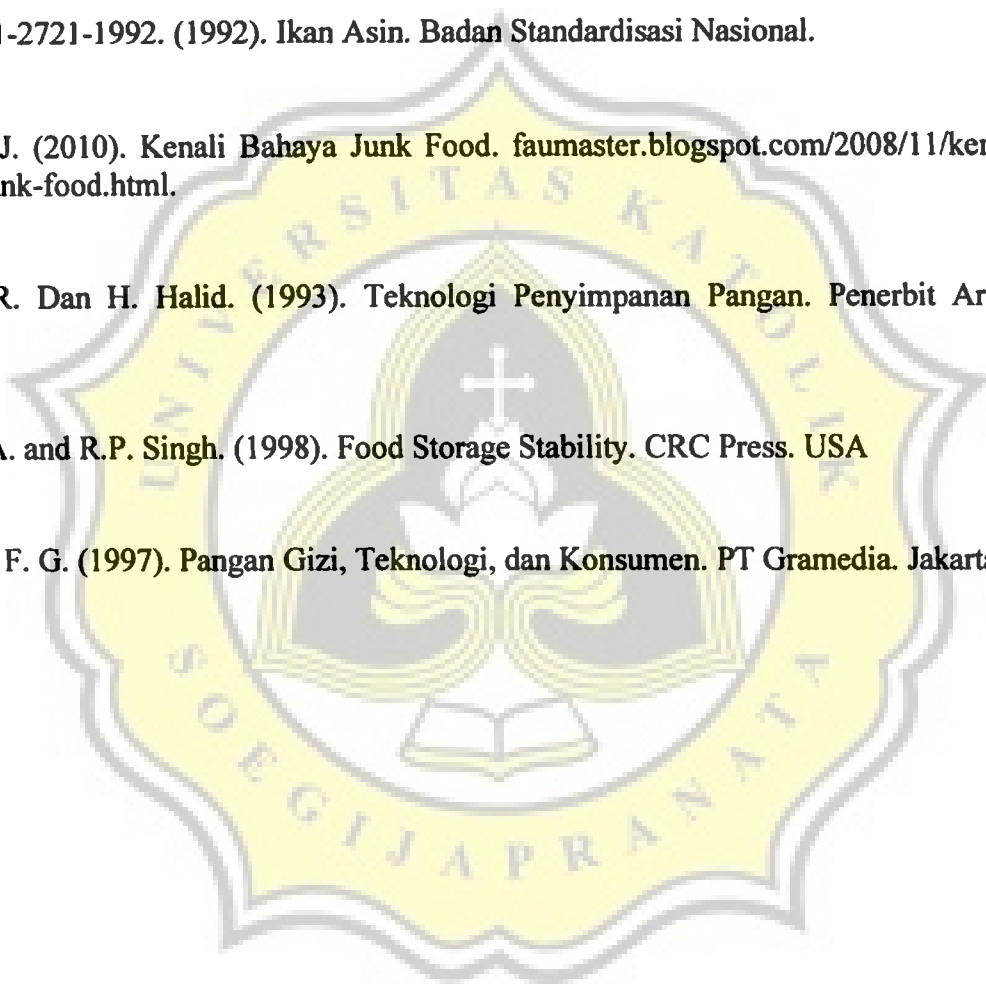 -2721-1992. (1992). Ikan Asin. Badan Standardisasi Nasional.
J. (2010). Kenali Bahaya Junk Food. faumaster.blogspot.com/2008/11/ke
nk-food.html.
R. Dan H. Halid. (1993). Teknologi Penyimpanan Pangan. Penerbit Ar
A. and R.P. Singh. (1998). Food Storage Stability. CRC Press. USA
F. G. (1997). Pangan Gizi, Teknologi, dan Konsumen. PT Gramedia. Jakarta
UNIVERSITAS KATOLIK
SOEGIJAPRANATA